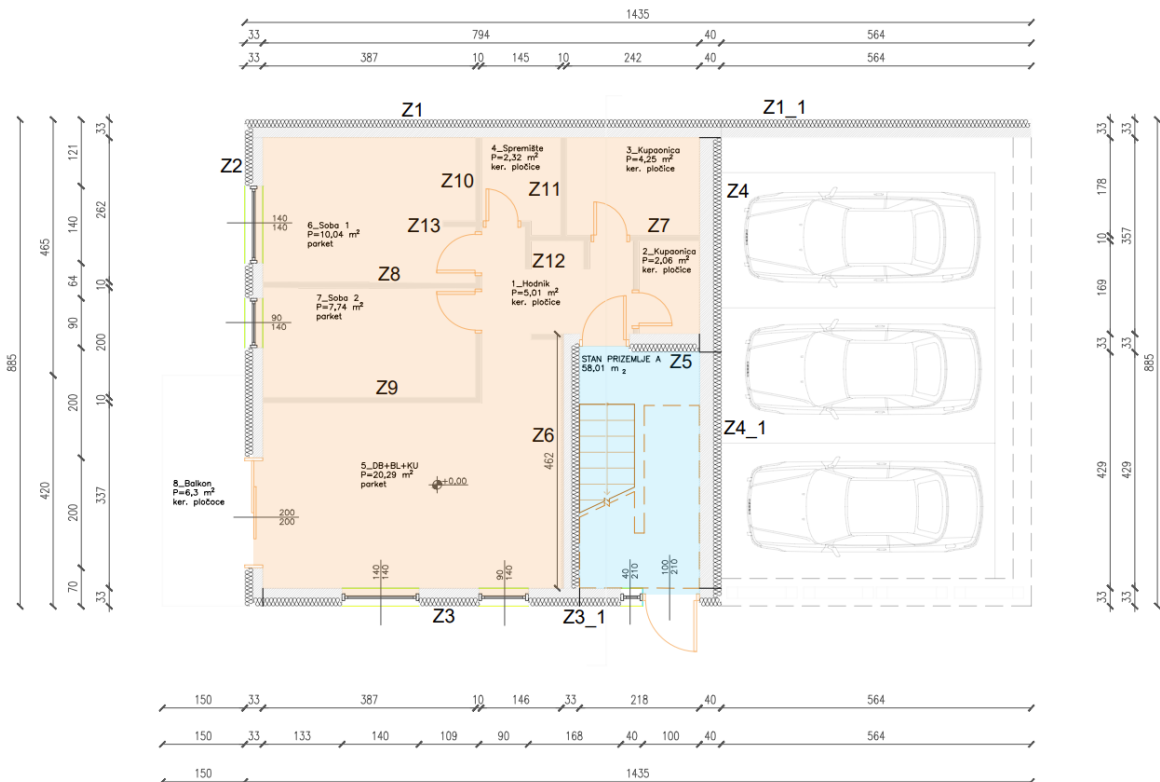 1435
33 794 40 564
33 387 10 145 10 242 40 564
Z1
Z1_1
Z2
Z10
4_Spremište
P=2,32 m²
ker. pločice
Z11
3_Kupaonica
P=4,25 m²
ker. pločice
Z4
Z13
Z7
140
140
6_Soba 1
P=10,04 m²
parket
Z12
2_Kupaonica
P=2,06 m²
ker. pločice
Z8
1_Hodnik
P=5,01 m²
ker. pločice
7_Soba 2
P=7,74 m²
parket
90
140
STAN PRIZEMLJE A
58,01 m 2
Z5
Z9
Z6
462
Z4_1
5_DB+BL+KU
P=20,29 m²
parket
+0.00
8_Balkon
P=6,3 m²
ker. pločoce
200
200
140
140
90
140
40
210
100
210
Z3
Z3_1
885
465
420
33
121
140
64
90
200
200
70
33
262
10
200
10
337
33
33
178
10
169
33
429
33
33
357
33
429
33
885
150 33 387 10 146 33 218 40 564
150 33 133 140 109 90 168 40 100 40 564
150 1435